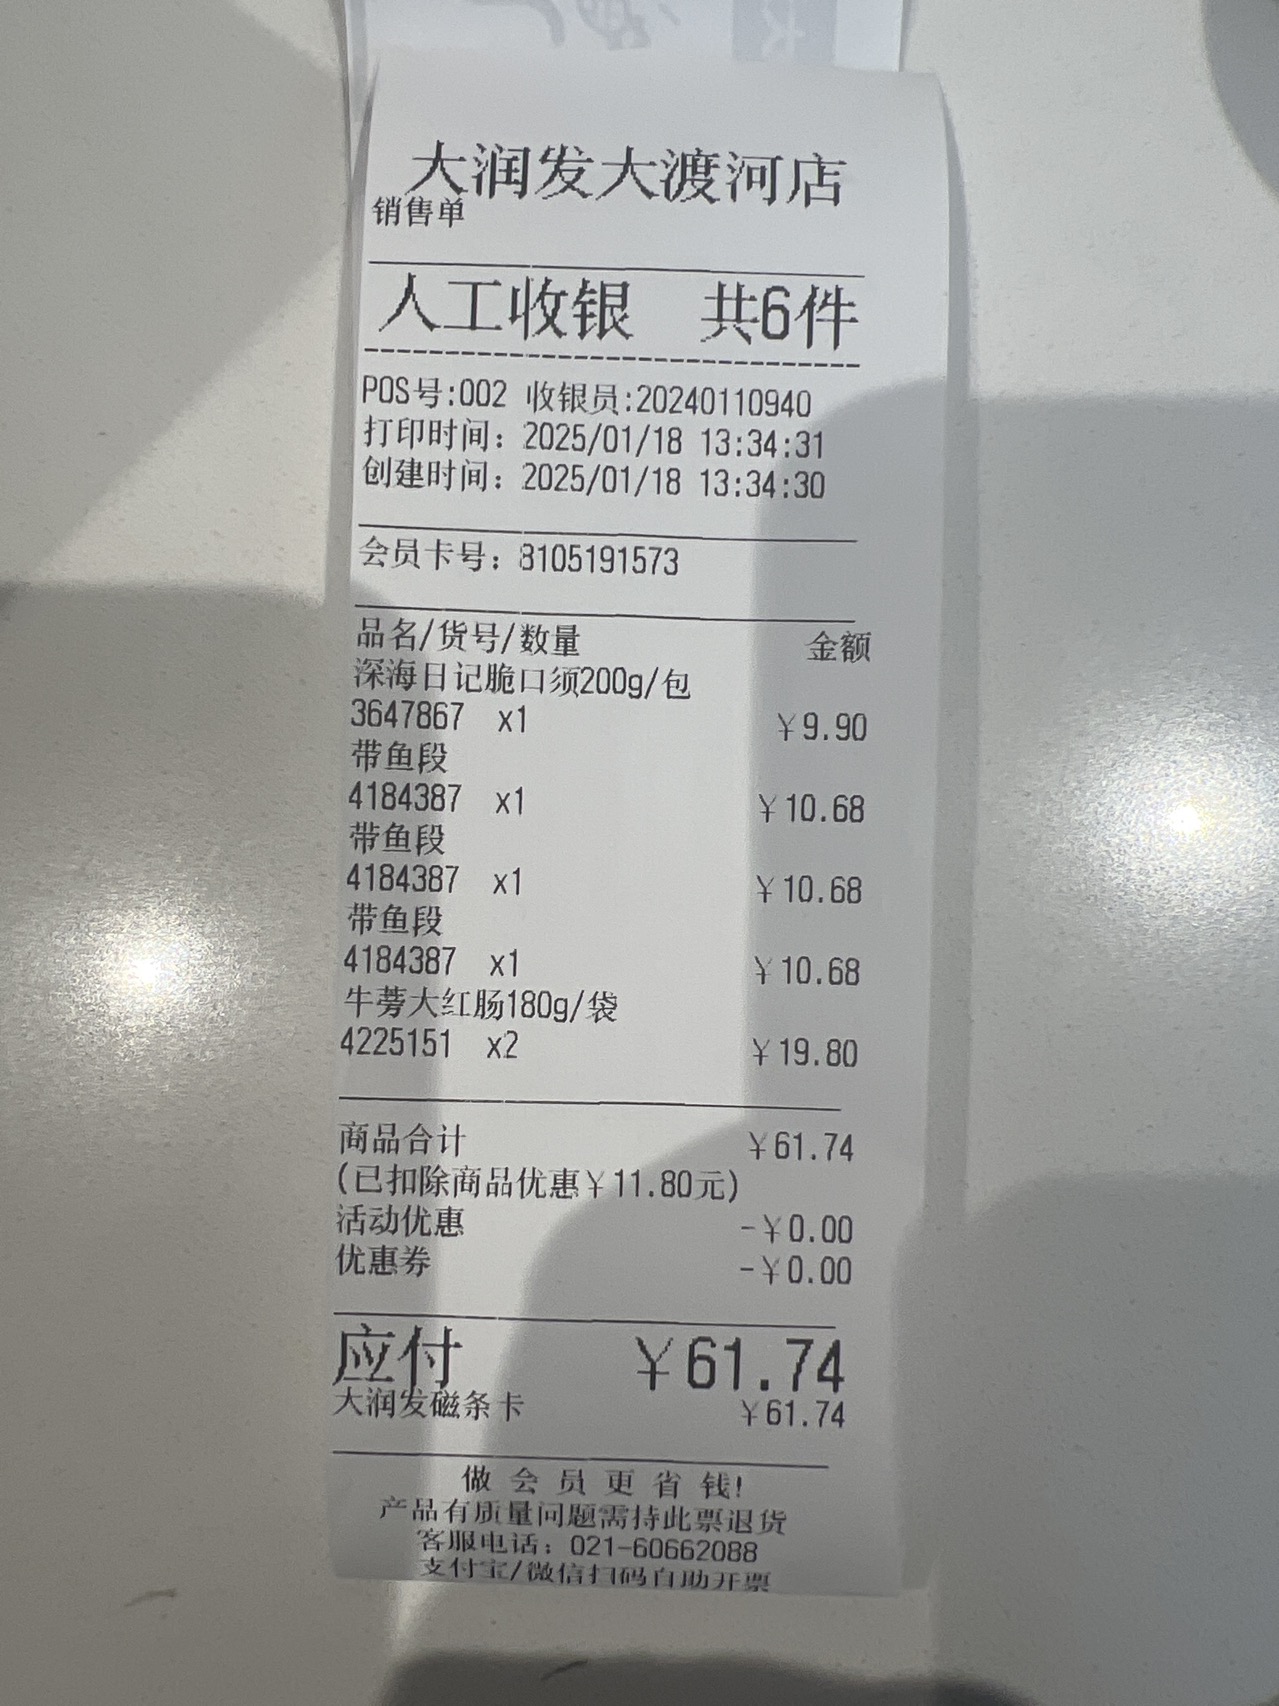 大润发大渡河店
销售单
人工收银 共6件
POS号:002 收银员:20240110940
打印时间: 2025/01/18 13:34:31
创建时间: 2025/01/18 13:34:30
会员卡号: 8105191573
品名/货号/数量 金额
深海日记脆口须200g/包
3647867 x1 ¥9.90
带鱼段
4184387 x1 ¥10.68
带鱼段
4184387 x1 ¥10.68
带鱼段
4184387 x1 ¥10.68
牛蒡大红肠180g/袋
4225151 x2 ¥19.80
商品合计 ¥61.74
(已扣除商品优惠¥11.80元)
活动优惠 -¥0.00
优惠券 -¥0.00
应付 ¥61.74
大润发磁条卡 ¥61.74
做会员更省钱!
产品有质量问题需持此票退货
客服电话: 021-60662088
支付宝/微信扫码自助开票